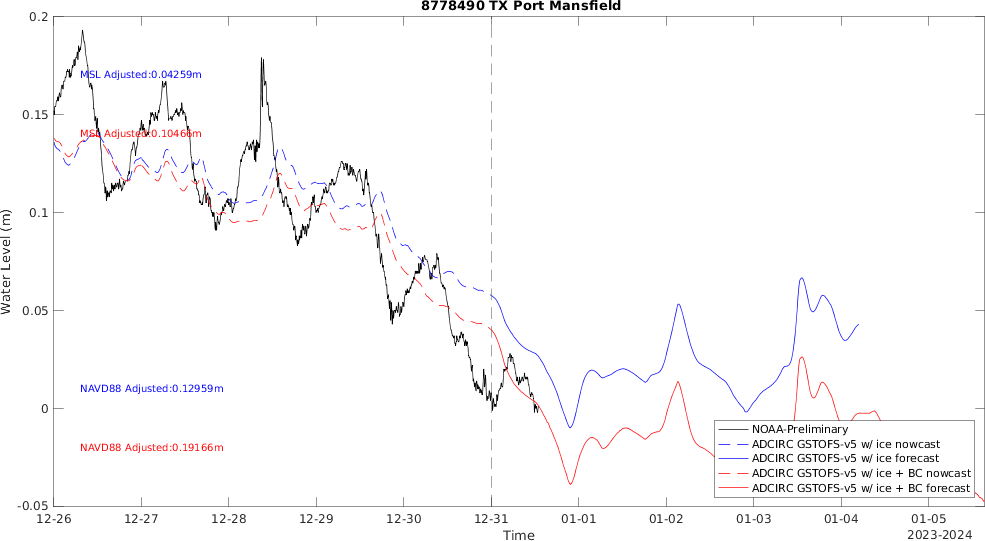 8778490 TX Port Mansfield
Water Level (m)
0.2
0.15
0.1
0.05
0
-0.05
MSL Adjusted:0.04259m
MSL Adjusted:0.10466m
NAVD88 Adjusted:0.12959m
NAVD88 Adjusted:0.19166m
NOAA-Preliminary
ADCIRC GSTOFS-v5 w/ ice nowcast
ADCIRC GSTOFS-v5 w/ ice forecast
ADCIRC GSTOFS-v5 w/ ice + BC nowcast
ADCIRC GSTOFS-v5 w/ ice + BC forecast
12-26 12-27 12-28 12-29 12-30 12-31 01-01 01-02 01-03 01-04 01-05
Time
2023-2024